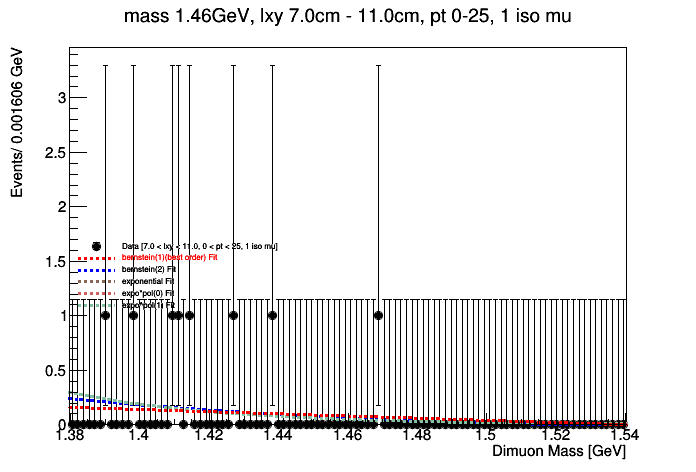 mass 1.46GeV, lxy 7.0cm - 11.0cm, pt 0-25, 1 iso mu
Events/ 0.001606 GeV
3
2.5
2
1.5
1
0.5
0
Data [7.0 < lxy < 11.0, 0 < pt < 25, 1 iso mu]
bernstein(1)(best order) Fit
bernstein(2) Fit
exponential Fit
expo*pol(0) Fit
expo*pol(1) Fit
1.38 1.4 1.42 1.44 1.46 1.48 1.5 1.52 1.54
Dimuon Mass [GeV]